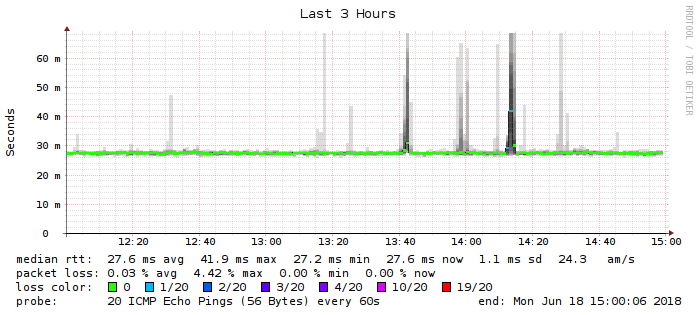 Last 3 Hours
RRDTOOL / TOBI OETIKER
Seconds
60 m
50 m
40 m
30 m
20 m
10 m
0
12:20 12:40 13:00 13:20 13:40 14:00 14:20 14:40 15:00
median rtt: 27.6 ms avg 41.9 ms max 27.2 ms min 27.6 ms now 1.1 ms sd 24.3 am/s
packet loss: 0.03 % avg 4.42 % max 0.00 % min 0.00 % now
loss color: 0 1/20 2/20 3/20 4/20 10/20 19/20
probe: 20 ICMP Echo Pings (56 Bytes) every 60s end: Mon Jun 18 15:00:06 2018